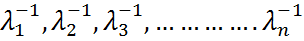 λ₁⁻¹, λ₂⁻¹, λ₃⁻¹, … … … …. λₙ⁻¹